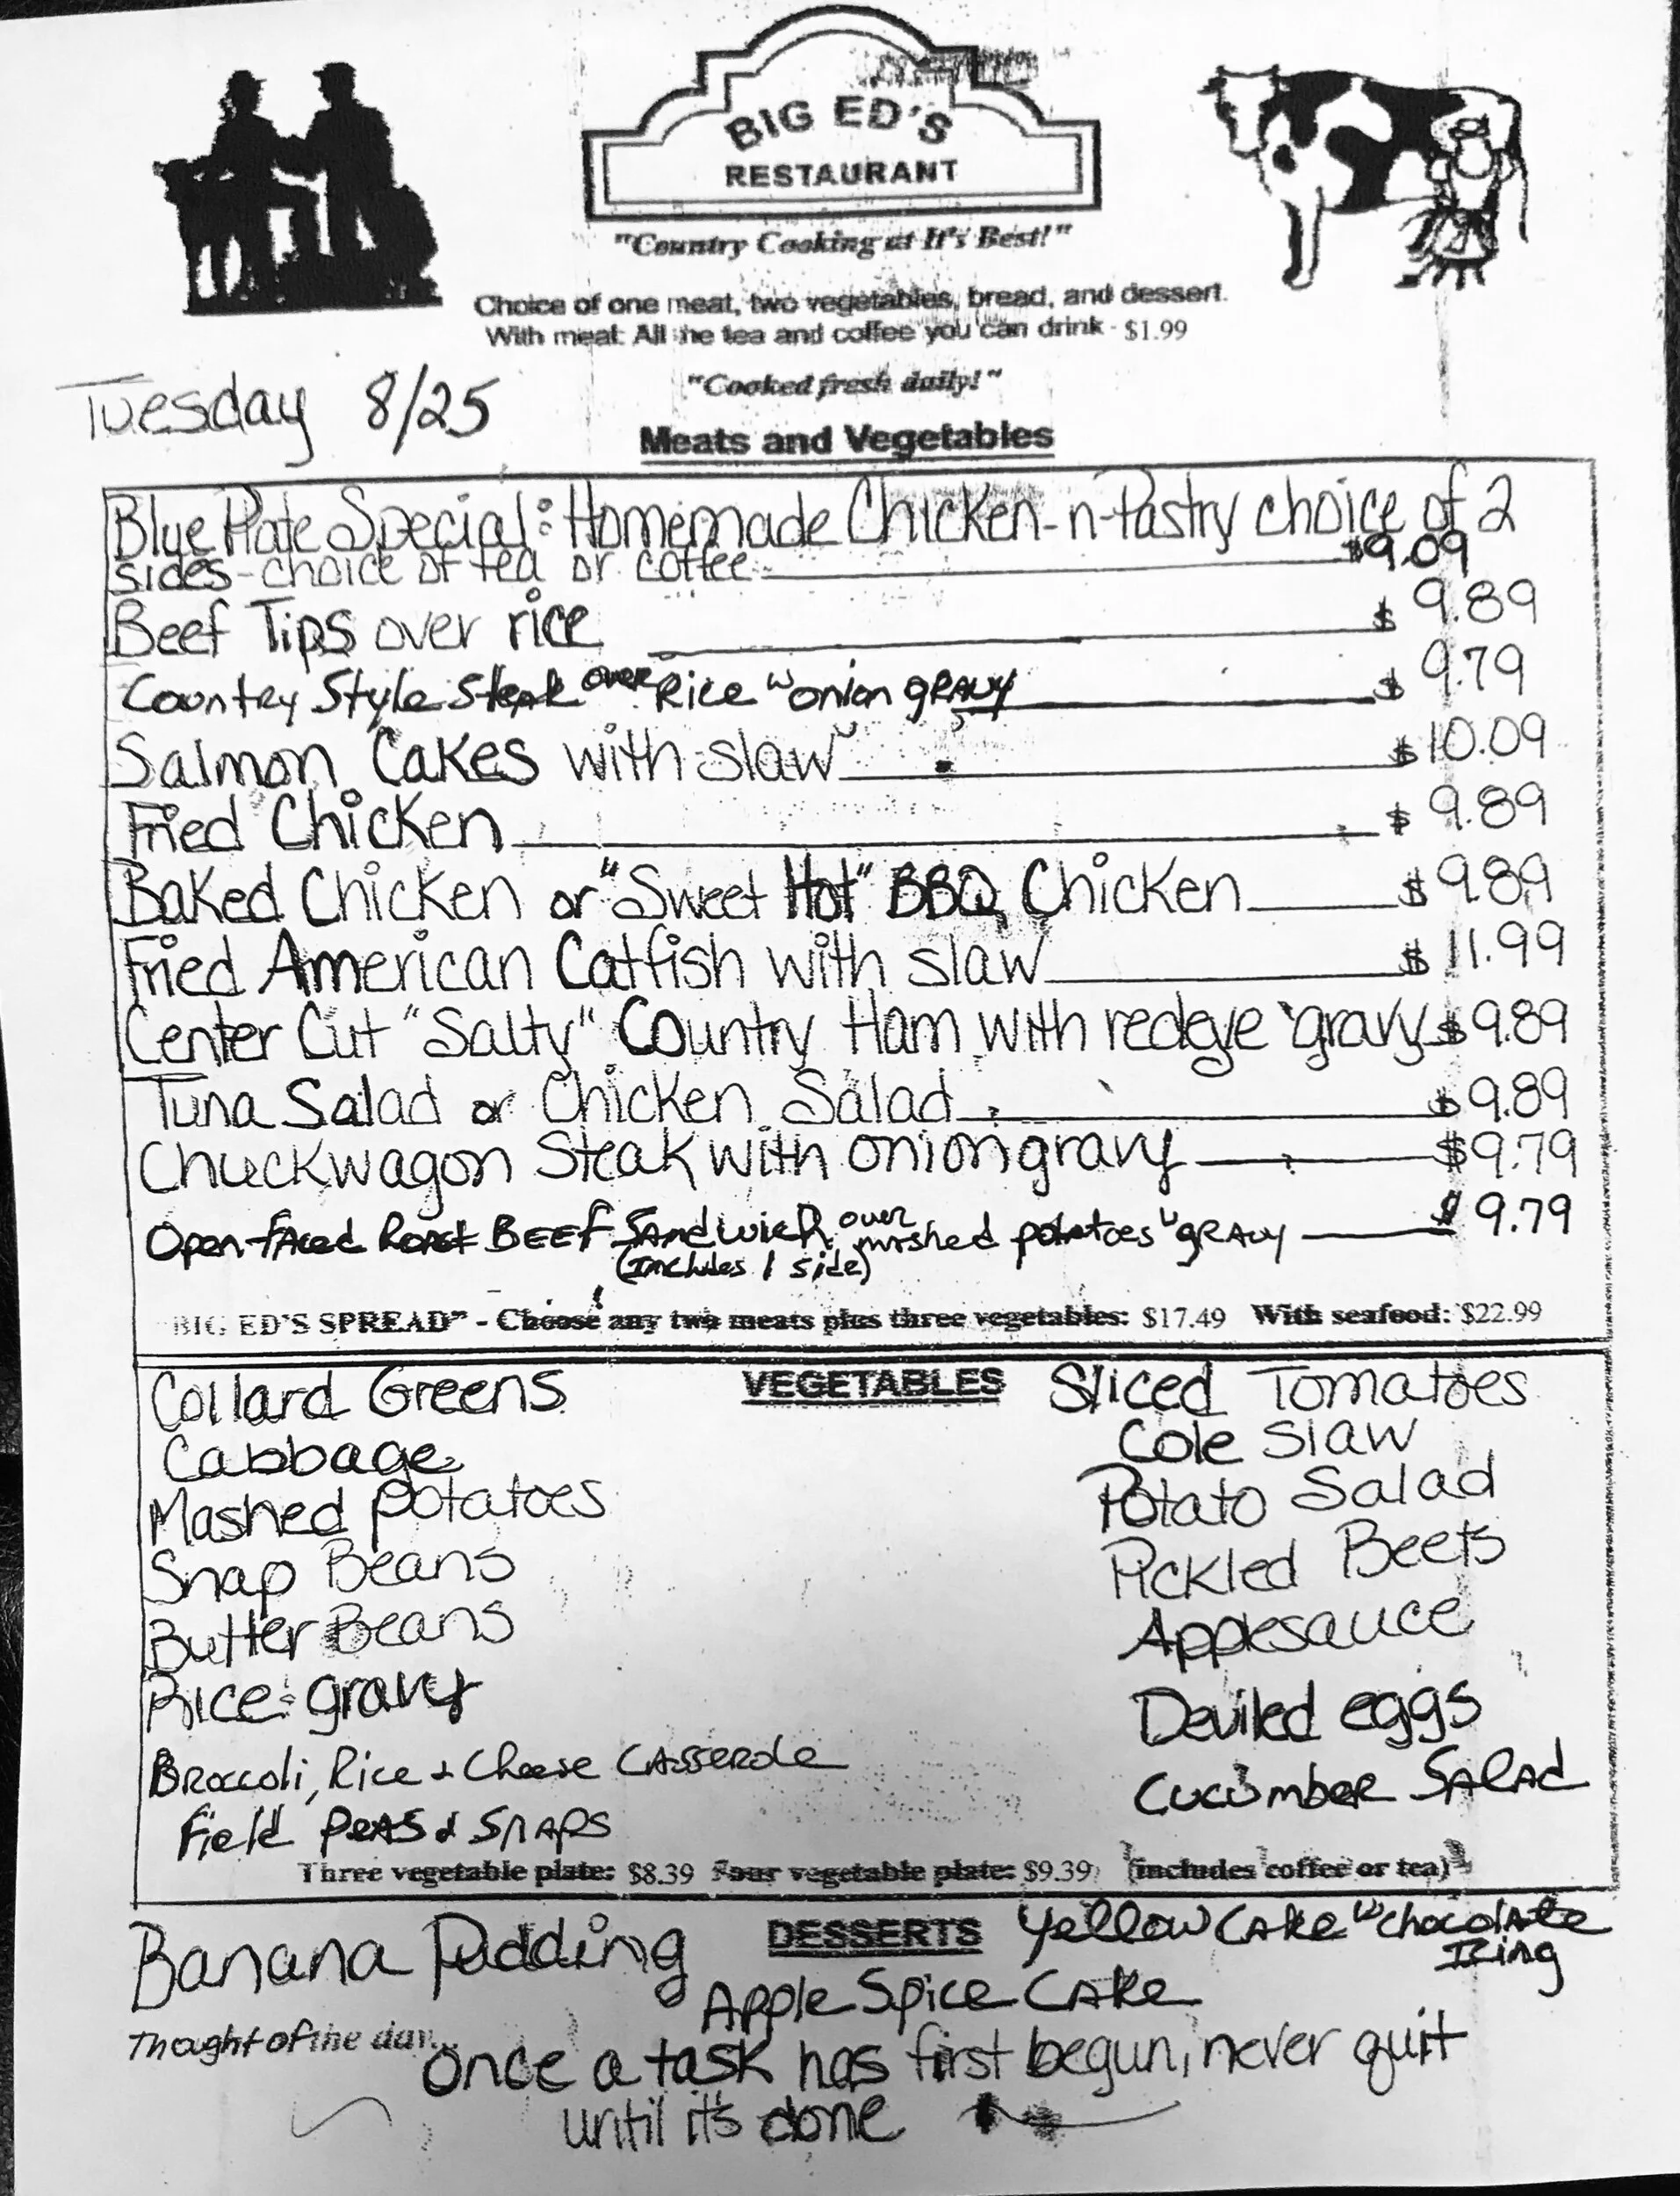 BIG ED'S
RESTAURANT
"Country Cooking at It's Best!"
Choice of one meat, two vegetables, bread, and dessert.
With meal: All the tea and coffee you can drink - $1.99
"Cooked fresh daily!"
Tuesday 8/25
Meats and Vegetables
Blue Plate Special: Homemade Chicken-n-Pastry choice of 2
sides-choice of tea or coffee $9.09
Beef Tips over rice $9.89
Country Style Steak over Rice w onion gravy $9.79
Salmon Cakes with slaw $10.09
Fried Chicken $9.89
Baked Chicken or "Sweet Hot" BBQ Chicken $9.89
Fried American Catfish with slaw $11.99
Center Cut "Salty" Country Ham with redeye gravy $9.89
Tuna Salad or Chicken Salad $9.89
Chuckwagon Steak with onion gravy $9.79
Open-faced Roast BEEF Sandwich over mashed potatoes w gravy $9.79
(Includes 1 side)
"BIG ED'S SPREAD" - Choose any two meats plus three vegetables: $17.49 With seafood: $22.99
VEGETABLES
Collard Greens
Cabbage
Mashed potatoes
Snap Beans
Butter Beans
Rice & gravy
Broccoli, Rice & Cheese Casserole
Field Peas & Snaps
Sliced Tomatoes
Cole slaw
Potato Salad
Pickled Beets
Applesauce
Deviled eggs
Cucumber Salad
Three vegetable plate: $8.39 Four vegetable plate: $9.39 (includes coffee or tea)
DESSERTS
Banana Pudding
Yellow Cake w chocolate
Icing
Apple Spice Cake
Thought of the day...
Once a task has first begun, never quit
until it's done